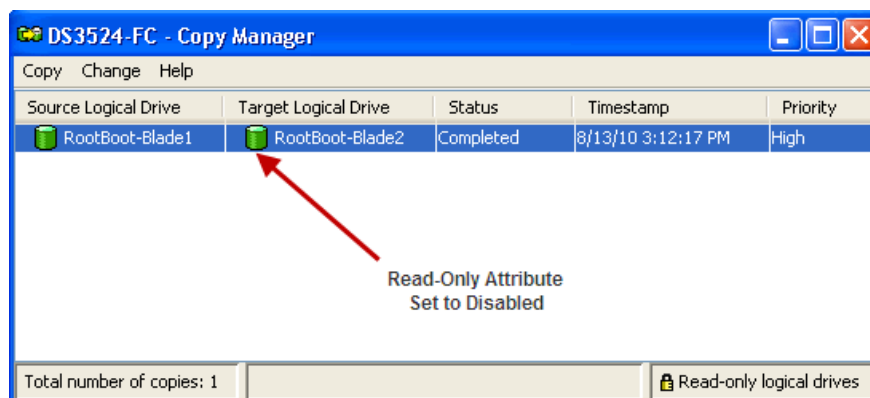 DS3524-FC - Copy Manager
Copy Change Help
Source Logical Drive Target Logical Drive Status Timestamp Priority
RootBoot-Blade1 RootBoot-Blade2 Completed 8/13/10 3:12:17 PM High
Read-Only Attribute
Set to Disabled
Total number of copies: 1 Read-only logical drives